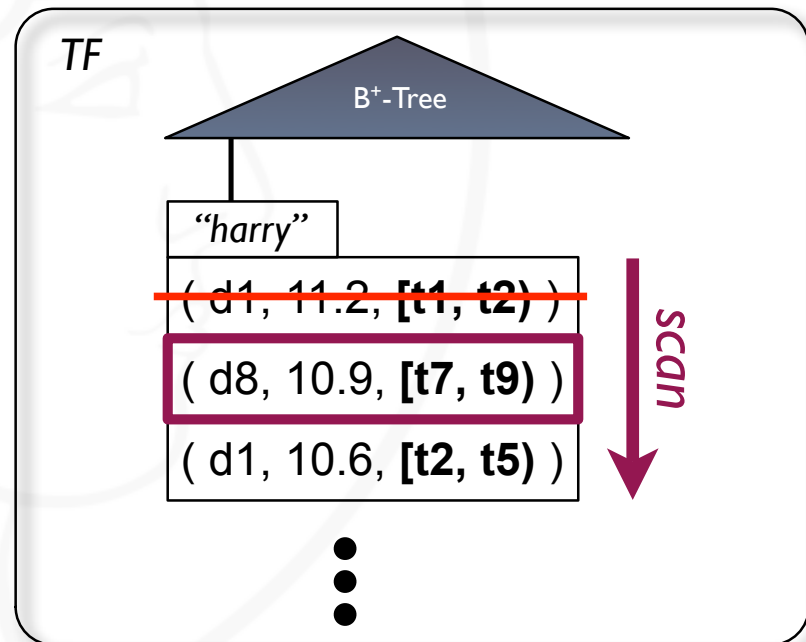 TF
B+-Tree
“harry”
( d1, 11.2, [t1, t2) )
( d8, 10.9, [t7, t9) )
( d1, 10.6, [t2, t5) )
scan